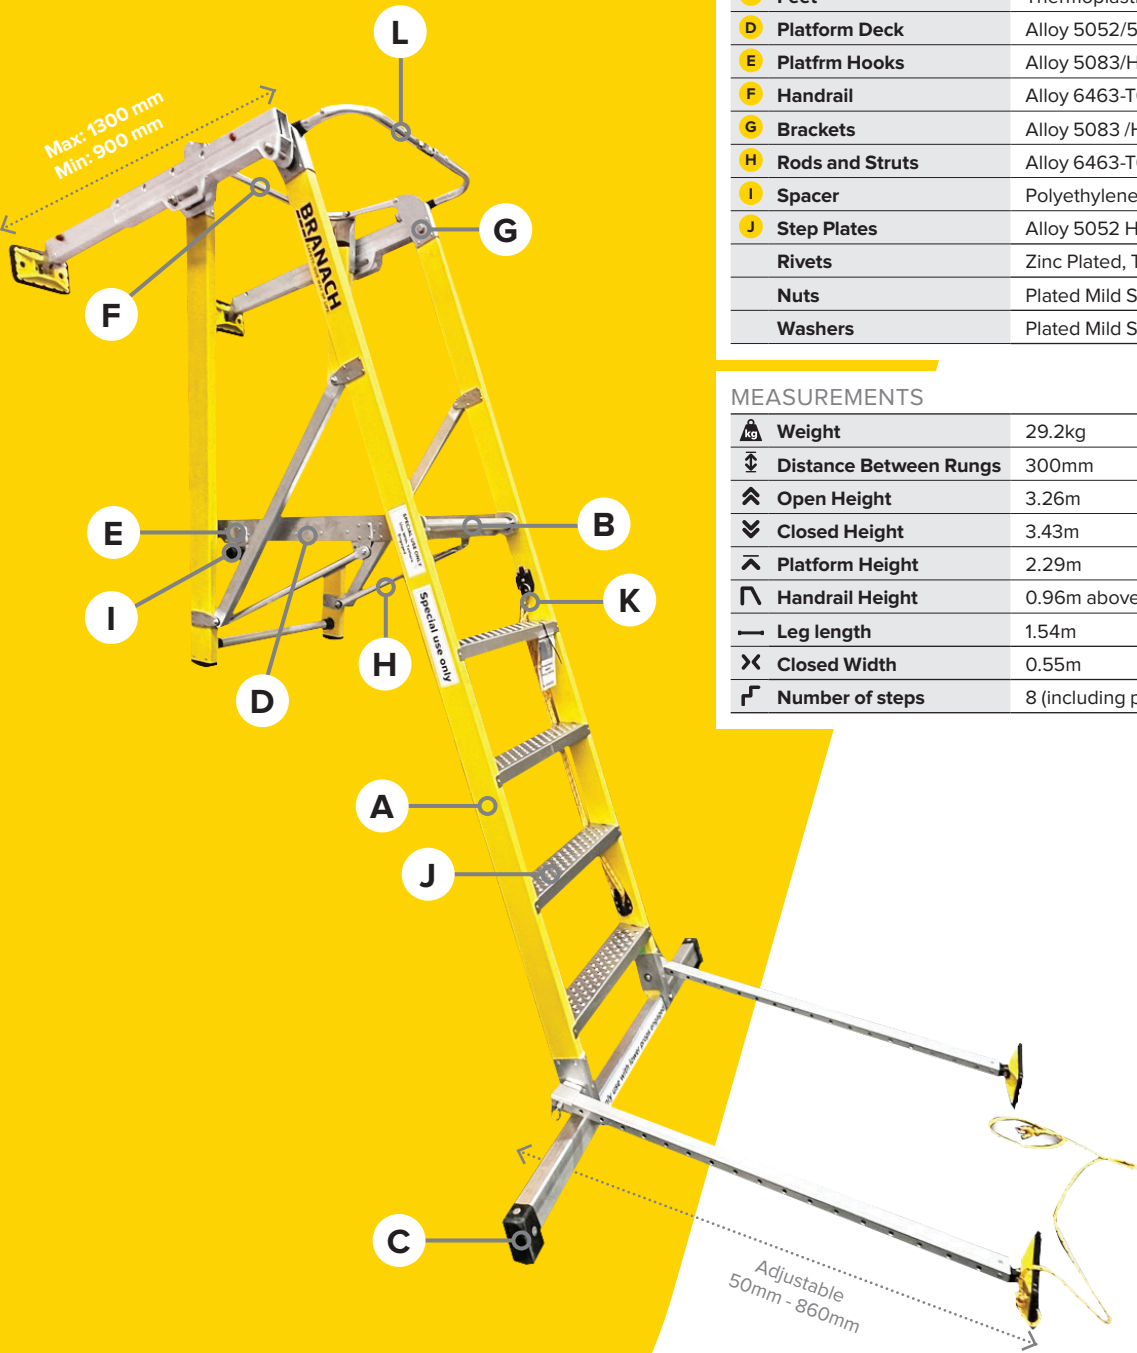 Max: 1300 mm
Min: 900 mm
L
F
G
BRANACH
E
I
D
H
B
K
SPECIAL USE ONLY
Special use only
A
J
C
Adjustable
50mm - 860mm
D Platform Deck Alloy 5052/5
E Platfrm Hooks Alloy 5083/H
F Handrail Alloy 6463-T
G Brackets Alloy 5083 /H
H Rods and Struts Alloy 6463-T
I Spacer Polyethylene
J Step Plates Alloy 5052 H
Rivets Zinc Plated, T
Nuts Plated Mild S
Washers Plated Mild S
MEASUREMENTS
kg Weight 29.2kg
Distance Between Rungs 300mm
Open Height 3.26m
Closed Height 3.43m
Platform Height 2.29m
Handrail Height 0.96m above
Leg length 1.54m
Closed Width 0.55m
Number of steps 8 (including p